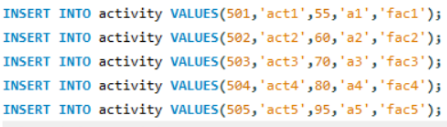 INSERT INTO activity VALUES(501,'act1',55,'a1','fac1');
INSERT INTO activity VALUES(502,'act2',60,'a2','fac2');
INSERT INTO activity VALUES(503,'act3',70,'a3','fac3');
INSERT INTO activity VALUES(504,'act4',80,'a4','fac4');
INSERT INTO activity VALUES(505,'act5',95,'a5','fac5');